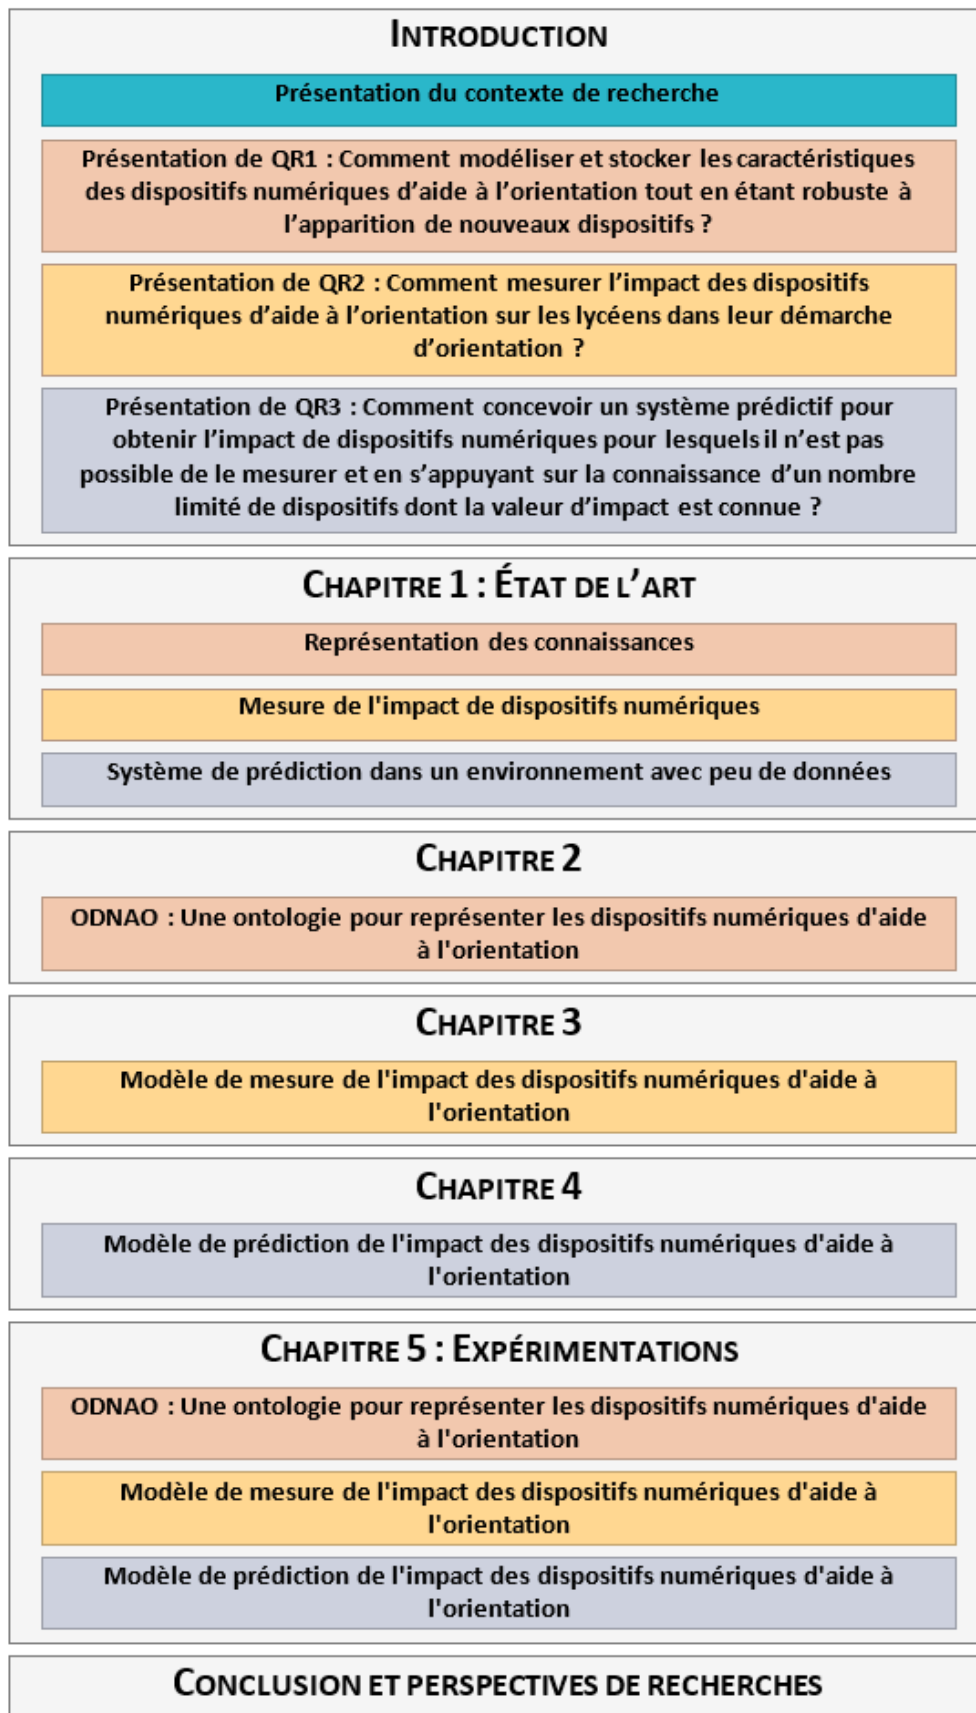 INTRODUCTION
Présentation du contexte de recherche
Présentation de QR1 : Comment modéliser et stocker les caractéristiques
des dispositifs numériques d’aide à l’orientation tout en étant robuste à
l’apparition de nouveaux dispositifs ?
Présentation de QR2 : Comment mesurer l’impact des dispositifs
numériques d’aide à l’orientation sur les lycéens dans leur démarche
d’orientation ?
Présentation de QR3 : Comment concevoir un système prédictif pour
obtenir l’impact de dispositifs numériques pour lesquels il n’est pas
possible de le mesurer et en s’appuyant sur la connaissance d’un nombre
limité de dispositifs dont la valeur d’impact est connue ?
CHAPITRE 1 : ÉTAT DE L’ART
Représentation des connaissances
Mesure de l'impact de dispositifs numériques
Système de prédiction dans un environnement avec peu de données
CHAPITRE 2
ODNAO : Une ontologie pour représenter les dispositifs numériques d'aide
à l'orientation
CHAPITRE 3
Modèle de mesure de l'impact des dispositifs numériques d'aide à
l'orientation
CHAPITRE 4
Modèle de prédiction de l'impact des dispositifs numériques d'aide à
l'orientation
CHAPITRE 5 : EXPÉRIMENTATIONS
ODNAO : Une ontologie pour représenter les dispositifs numériques d'aide
à l'orientation
Modèle de mesure de l'impact des dispositifs numériques d'aide à
l'orientation
Modèle de prédiction de l'impact des dispositifs numériques d'aide à
l'orientation
CONCLUSION ET PERSPECTIVES DE RECHERCHES